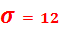 σ = 12